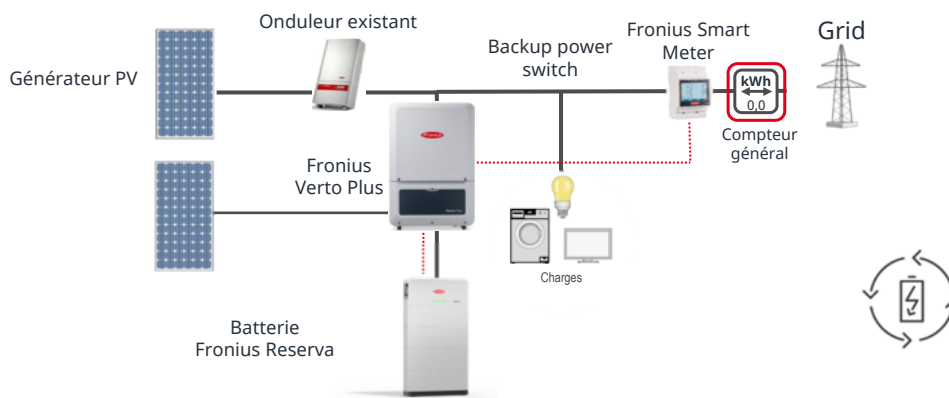 Onduleur existant
Fronius Smart
Meter
Grid
Backup power
switch
Générateur PV
kWh
0,0
Compteur
général
Fronius
Fronius
Verto Plus
Charges
Batterie
Fronius Reserva